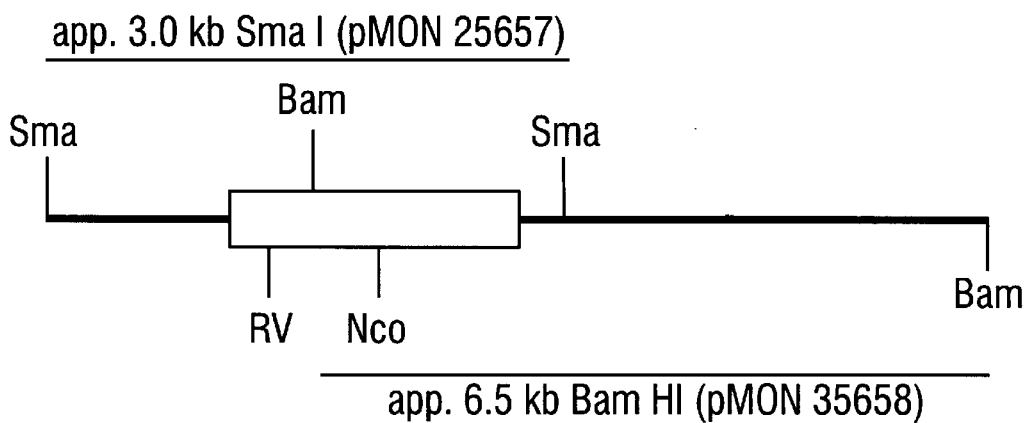 app. 3.0 kb Sma I (pMON 25657)
Bam
Sma
Sma
Bam
RV
Nco
app. 6.5 kb Bam HI (pMON 35658)